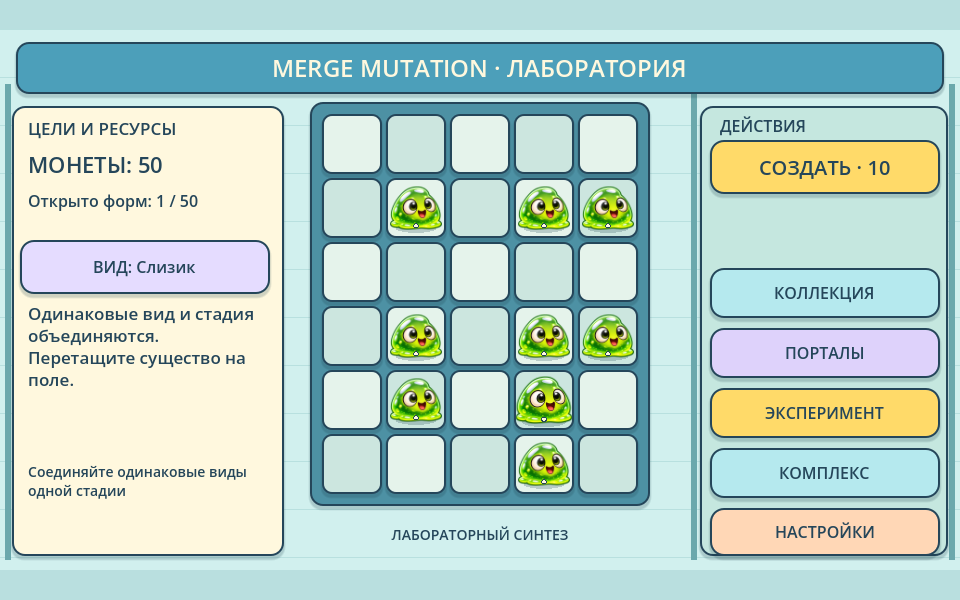 MERGE MUTATION · ЛАБОРАТОРИЯ
ЦЕЛИ И РЕСУРСЫ
МОНЕТЫ: 50
Открыто форм: 1 / 50
ВИД: Слизик
Одинаковые вид и стадия
объединяются.
Перетащите существо на
поле.
Соединяйте одинаковые виды
одной стадии
ЛАБОРАТОРНЫЙ СИНТЕЗ
ДЕЙСТВИЯ
СОЗДАТЬ · 10
КОЛЛЕКЦИЯ
ПОРТАЛЫ
ЭКСПЕРИМЕНТ
КОМПЛЕКС
НАСТРОЙКИ